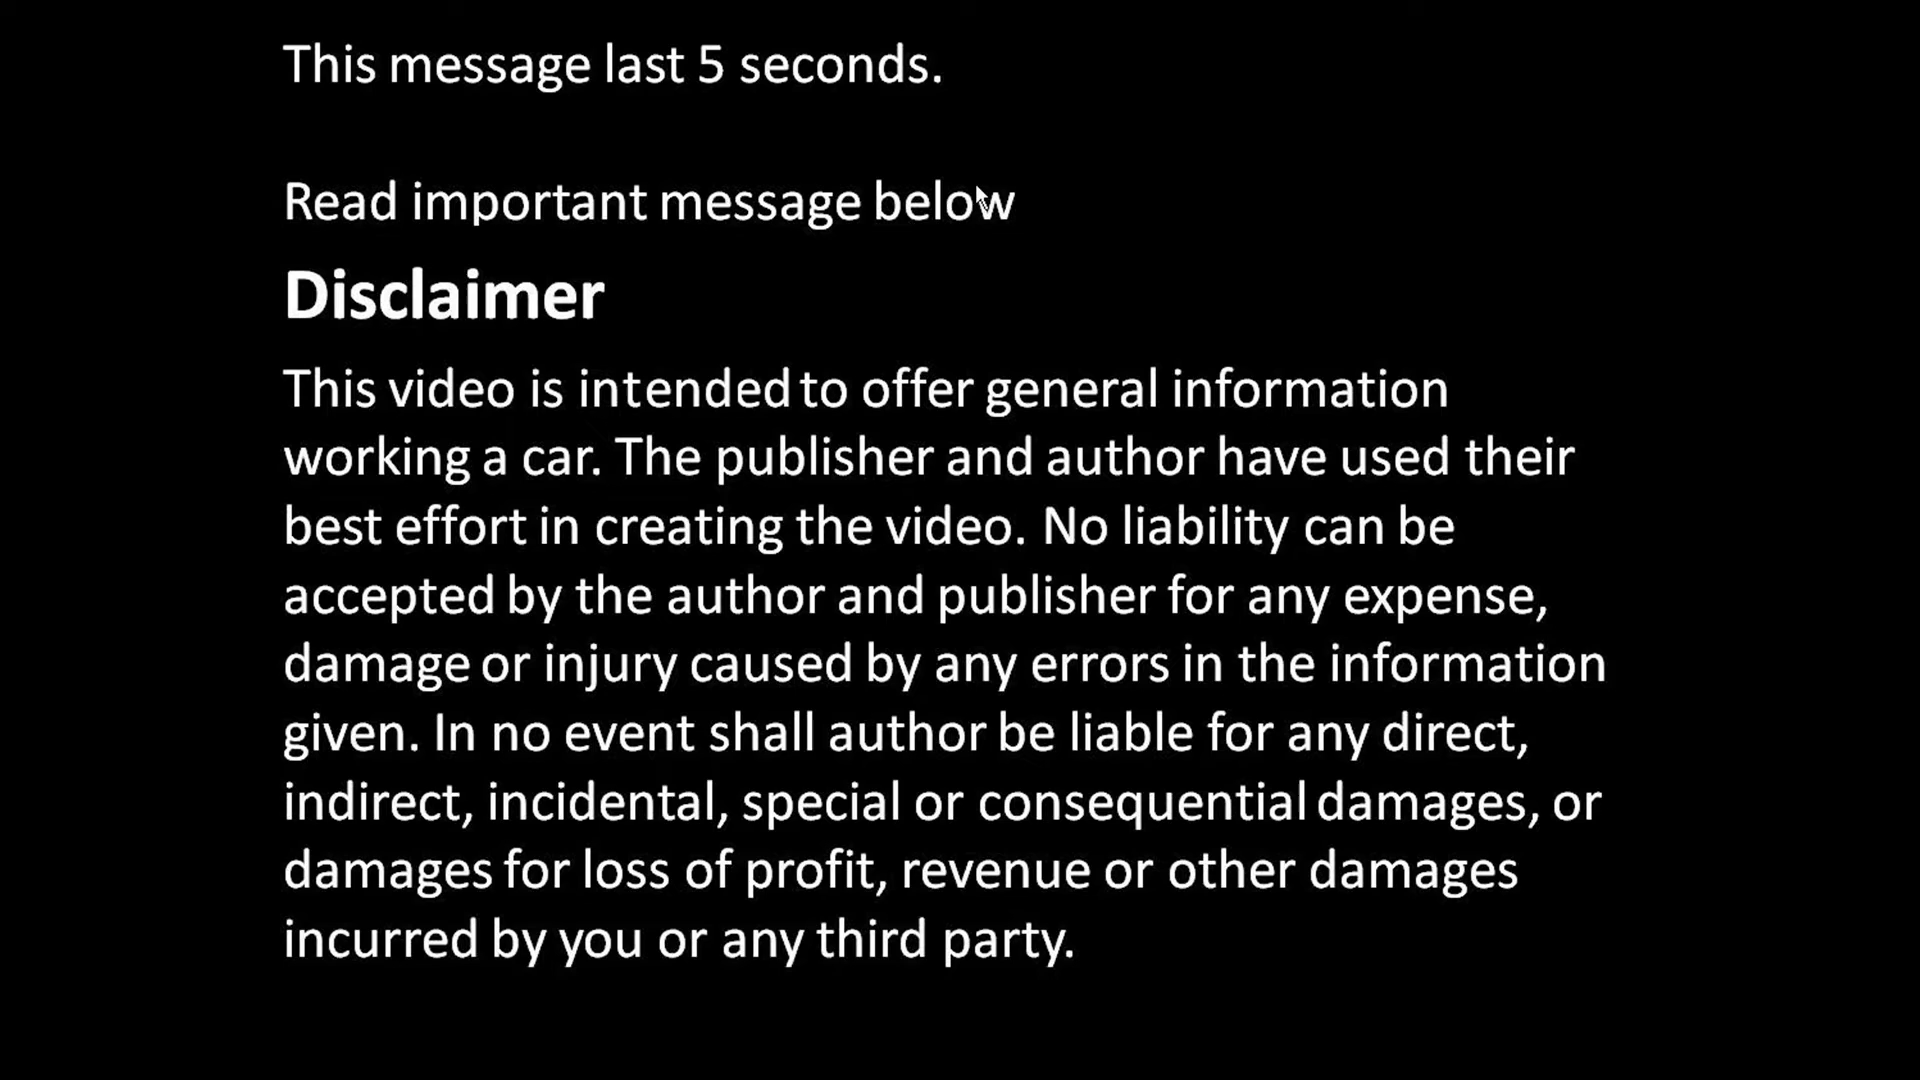 This message last 5 seconds.
Read important message below
Disclaimer
This video is intended to offer general information
working a car. The publisher and author have used their
best effort in creating the video. No liability can be
accepted by the author and publisher for any expense,
damage or injury caused by any errors in the information
given. In no event shall author be liable for any direct,
indirect, incidental, special or consequential damages, or
damages for loss of profit, revenue or other damages
incurred by you or any third party.